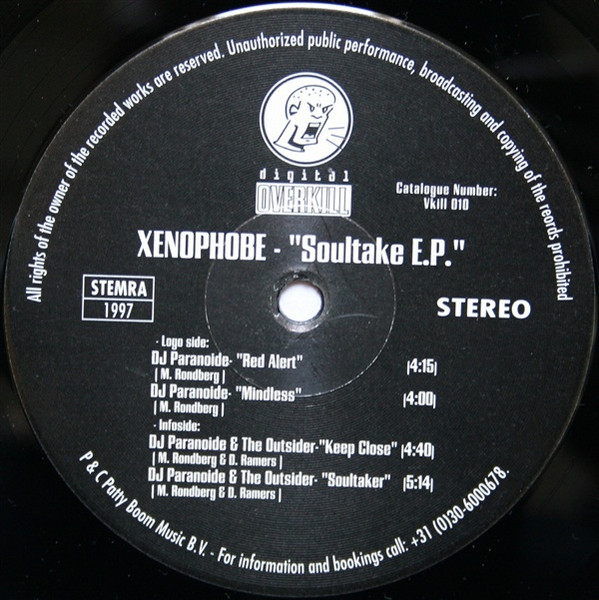 All rights of the owner of the recorded works are reserved. Unauthorized public performance, broadcasting and copying of the reords prohibited
digital
OVERKILL
Catalogue Number:
Vkill 010
XENOPHOBE - "Soultake E.P."
STEMRA
1997
STEREO
- Logo side:
DJ Paranoide- "Red Alert" |4:15|
| M. Rondberg |
DJ Paranoide- "Mindless" |4:00|
| M. Rondberg |
- Infoside:
DJ Paranoide & The Outsider-"Keep Close" |4:40|
| M. Rondberg & D. Ramers |
DJ Paranoide & The Outsider- "Soultaker" |5:14|
| M. Rondberg & D. Ramers |
P & C Patty Boom Music B.V. - For information and bookings call: +31 (0)30-6000678.